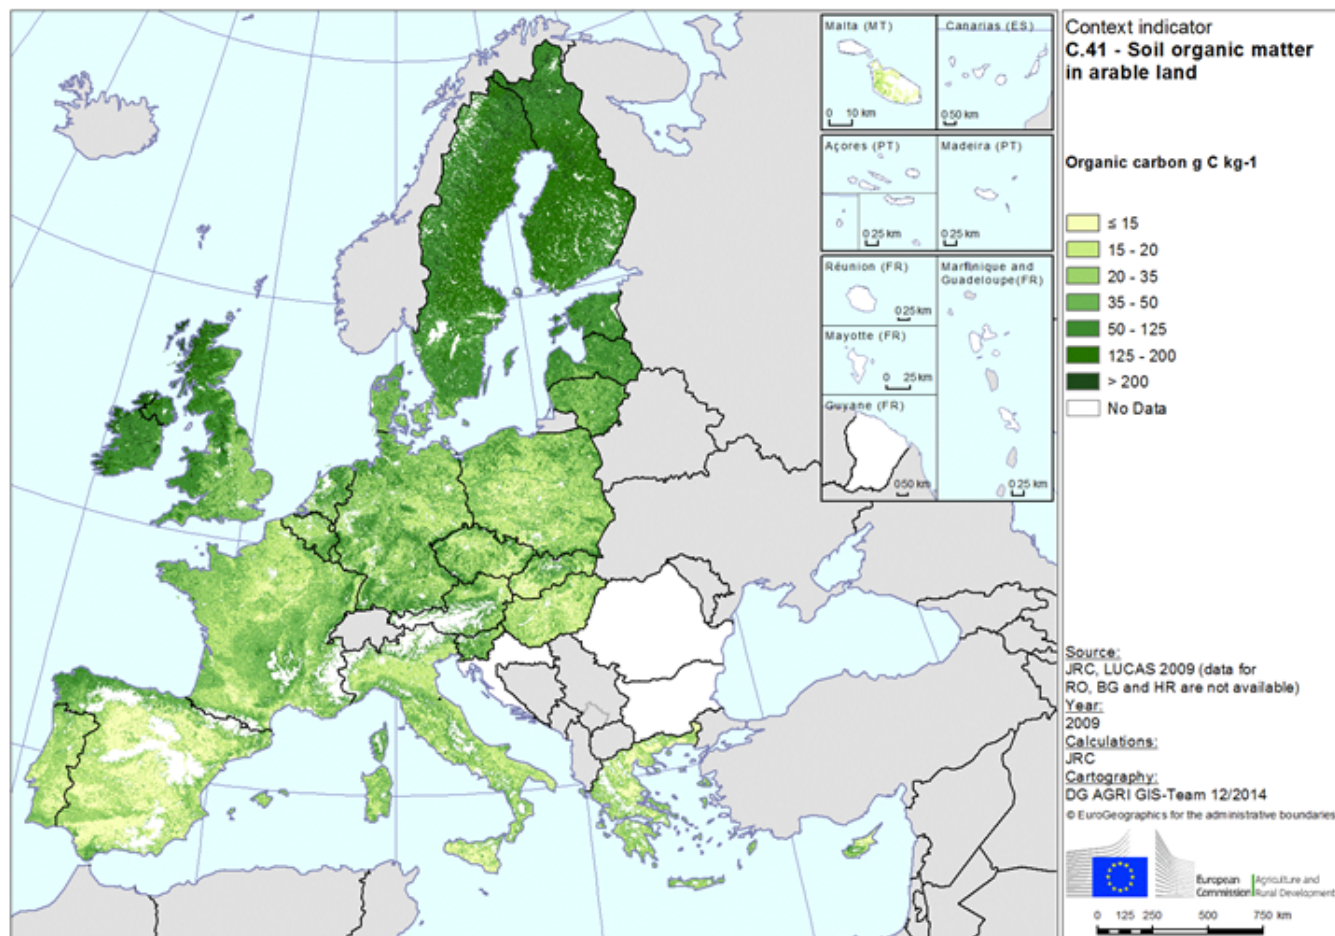 Malta (MT)
0 10 km
Canarias (ES)
0 50 km
Açores (PT)
0 25 km
0 25 km
Madeira (PT)
0 25 km
Réunion (FR)
0 25 km
Mayotte (FR)
0 25 km
Guyane (FR)
0 50 km
Martinique and
Guadeloupe(FR)
0 25 km
Context indicator
C.41 - Soil organic matter
in arable land
Organic carbon g C kg-1
≤ 15
15 - 20
20 - 35
35 - 50
50 - 125
125 - 200
> 200
No Data
Source:
JRC, LUCAS 2009 (data for
RO, BG and HR are not available)
Year:
2009
Calculations:
JRC
Cartography:
DG AGRI GIS-Team 12/2014
© EuroGeographics for the administrative boundaries
European
Commission
Agriculture and
Rural Development
0 125 250 500 750 km